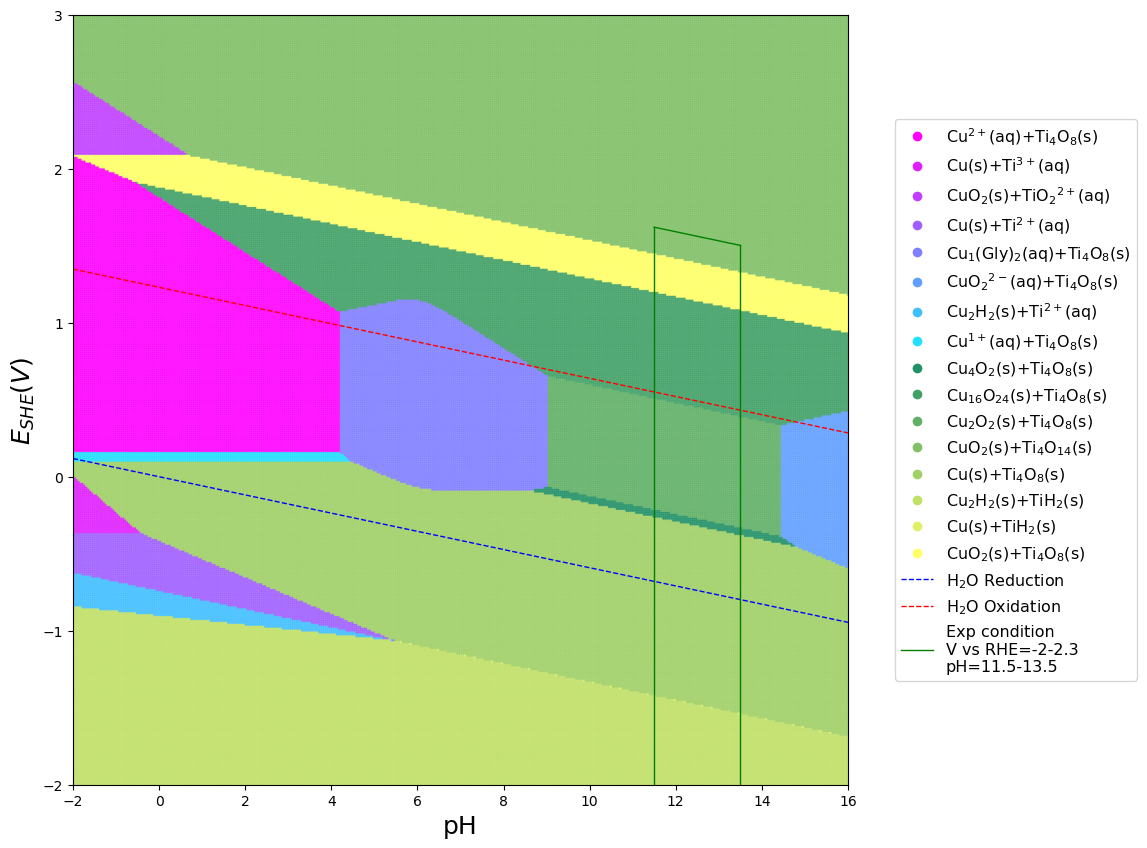 3
2
1
0
−1
−2
E_SHE(V)
−2 0 2 4 6 8 10 12 14 16
pH
Cu²⁺(aq)+Ti₄O₈(s)
Cu(s)+Ti³⁺(aq)
CuO₂(s)+TiO₂²⁺(aq)
Cu(s)+Ti²⁺(aq)
Cu₁(Gly)₂(aq)+Ti₄O₈(s)
CuO₂²⁻(aq)+Ti₄O₈(s)
Cu₂H₂(s)+Ti²⁺(aq)
Cu¹⁺(aq)+Ti₄O₈(s)
Cu₄O₂(s)+Ti₄O₈(s)
Cu₁₆O₂₄(s)+Ti₄O₈(s)
Cu₂O₂(s)+Ti₄O₈(s)
CuO₂(s)+Ti₄O₁₄(s)
Cu(s)+Ti₄O₈(s)
Cu₂H₂(s)+TiH₂(s)
Cu(s)+TiH₂(s)
CuO₂(s)+Ti₄O₈(s)
H₂O Reduction
H₂O Oxidation
Exp condition
V vs RHE=-2-2.3
pH=11.5-13.5